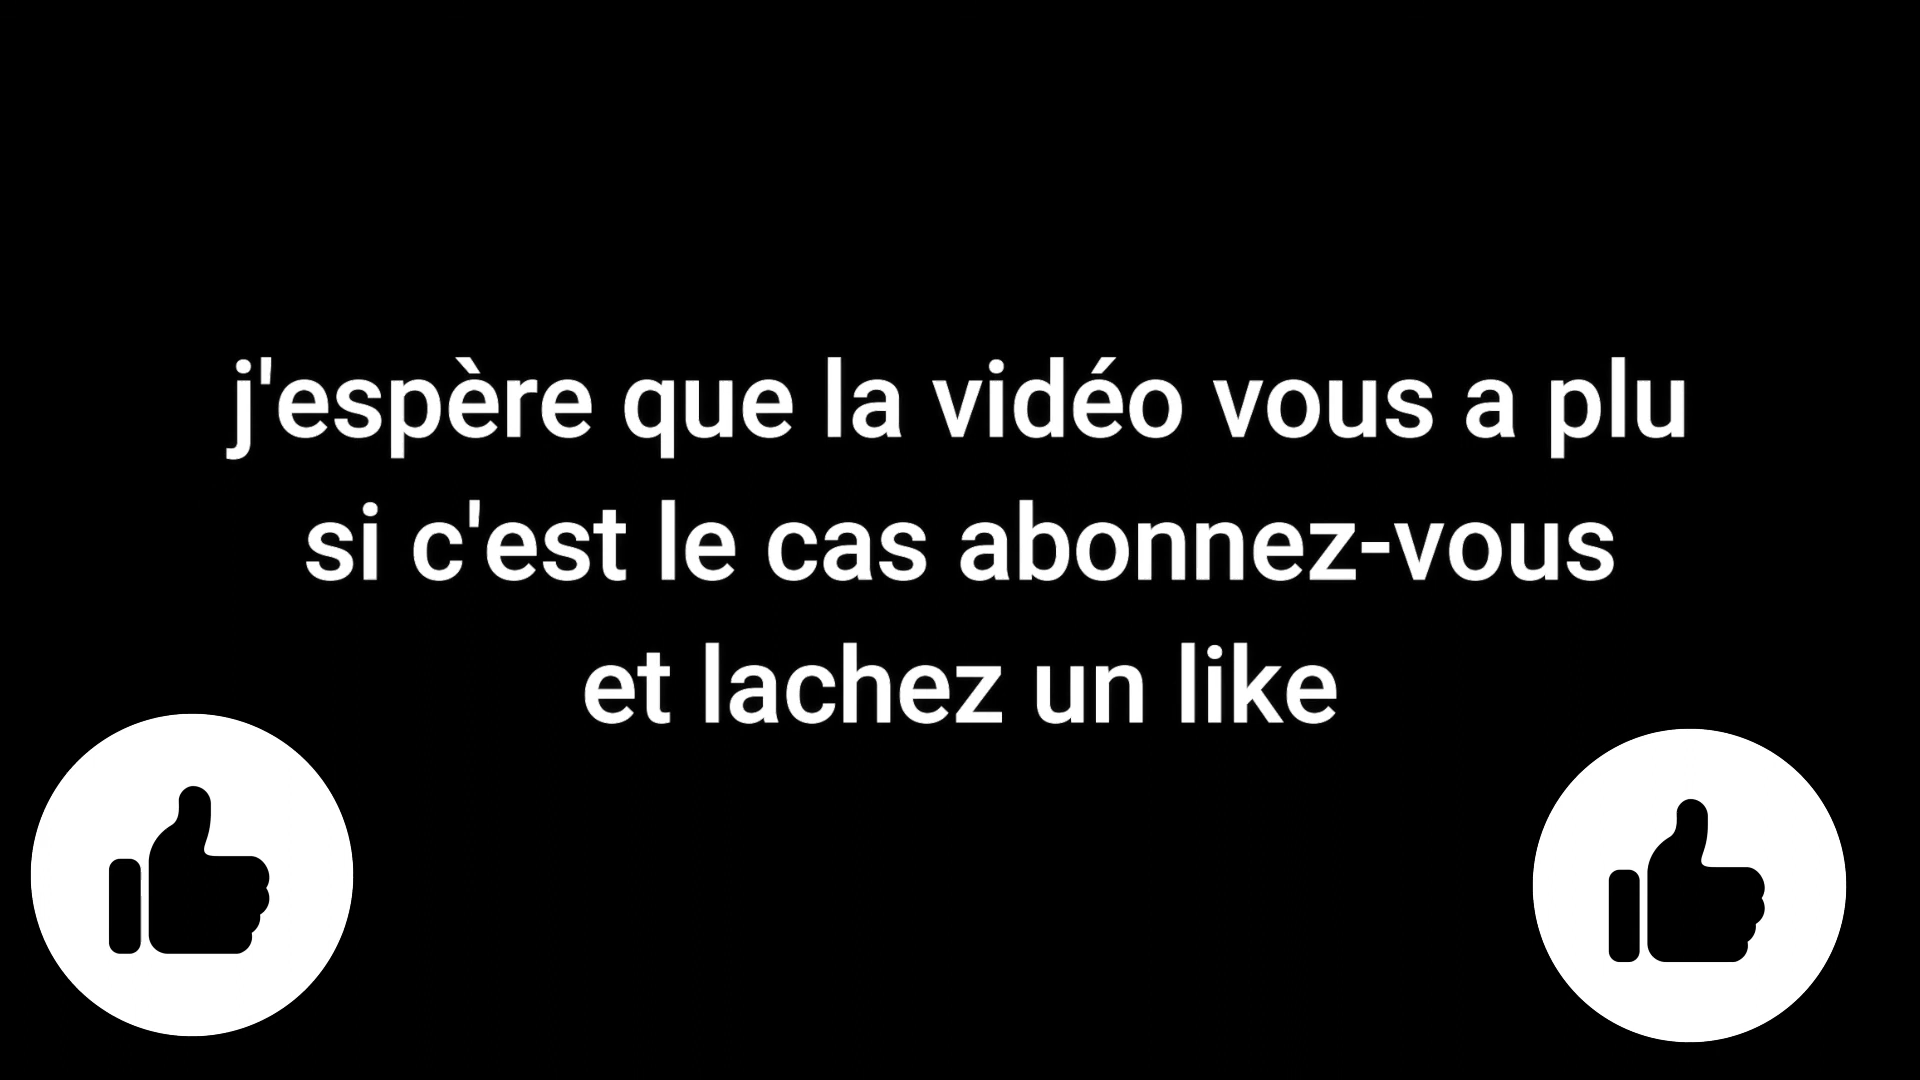 j'espère que la vidéo vous a plu
si c'est le cas abonnez-vous
et lachez un like